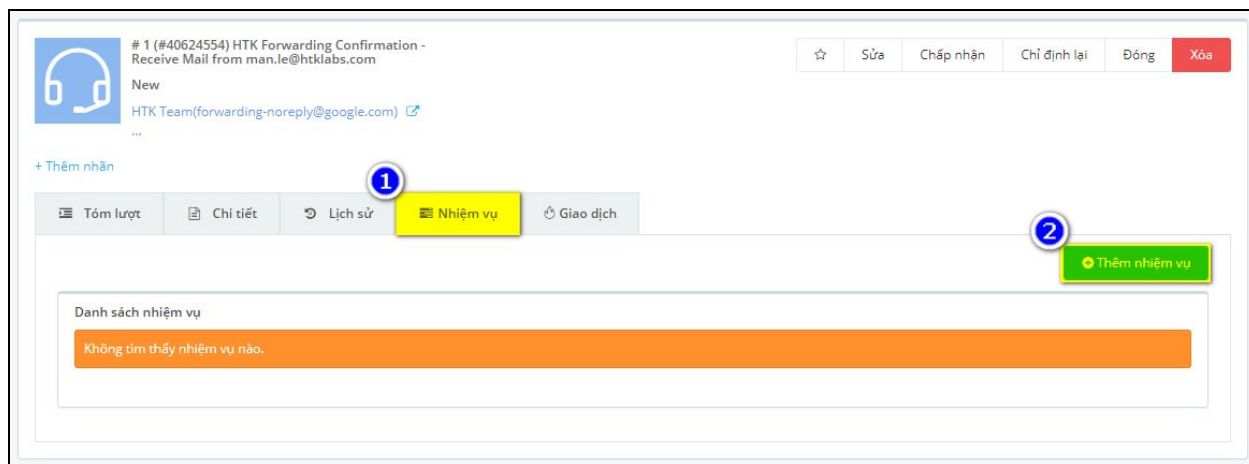 # 1 (#40624554) HTK Forwarding Confirmation -
Receive Mail from man.le@htklabs.com
New
HTK Team(forwarding-noreply@google.com)
...
Sửa
Chấp nhận
Chỉ định lại
Đóng
Xóa
+ Thêm nhãn
1
Tóm lược
Chi tiết
Lịch sử
Nhiệm vụ
Giao dịch
2
Thêm nhiệm vụ
Danh sách nhiệm vụ
Không tìm thấy nhiệm vụ nào.